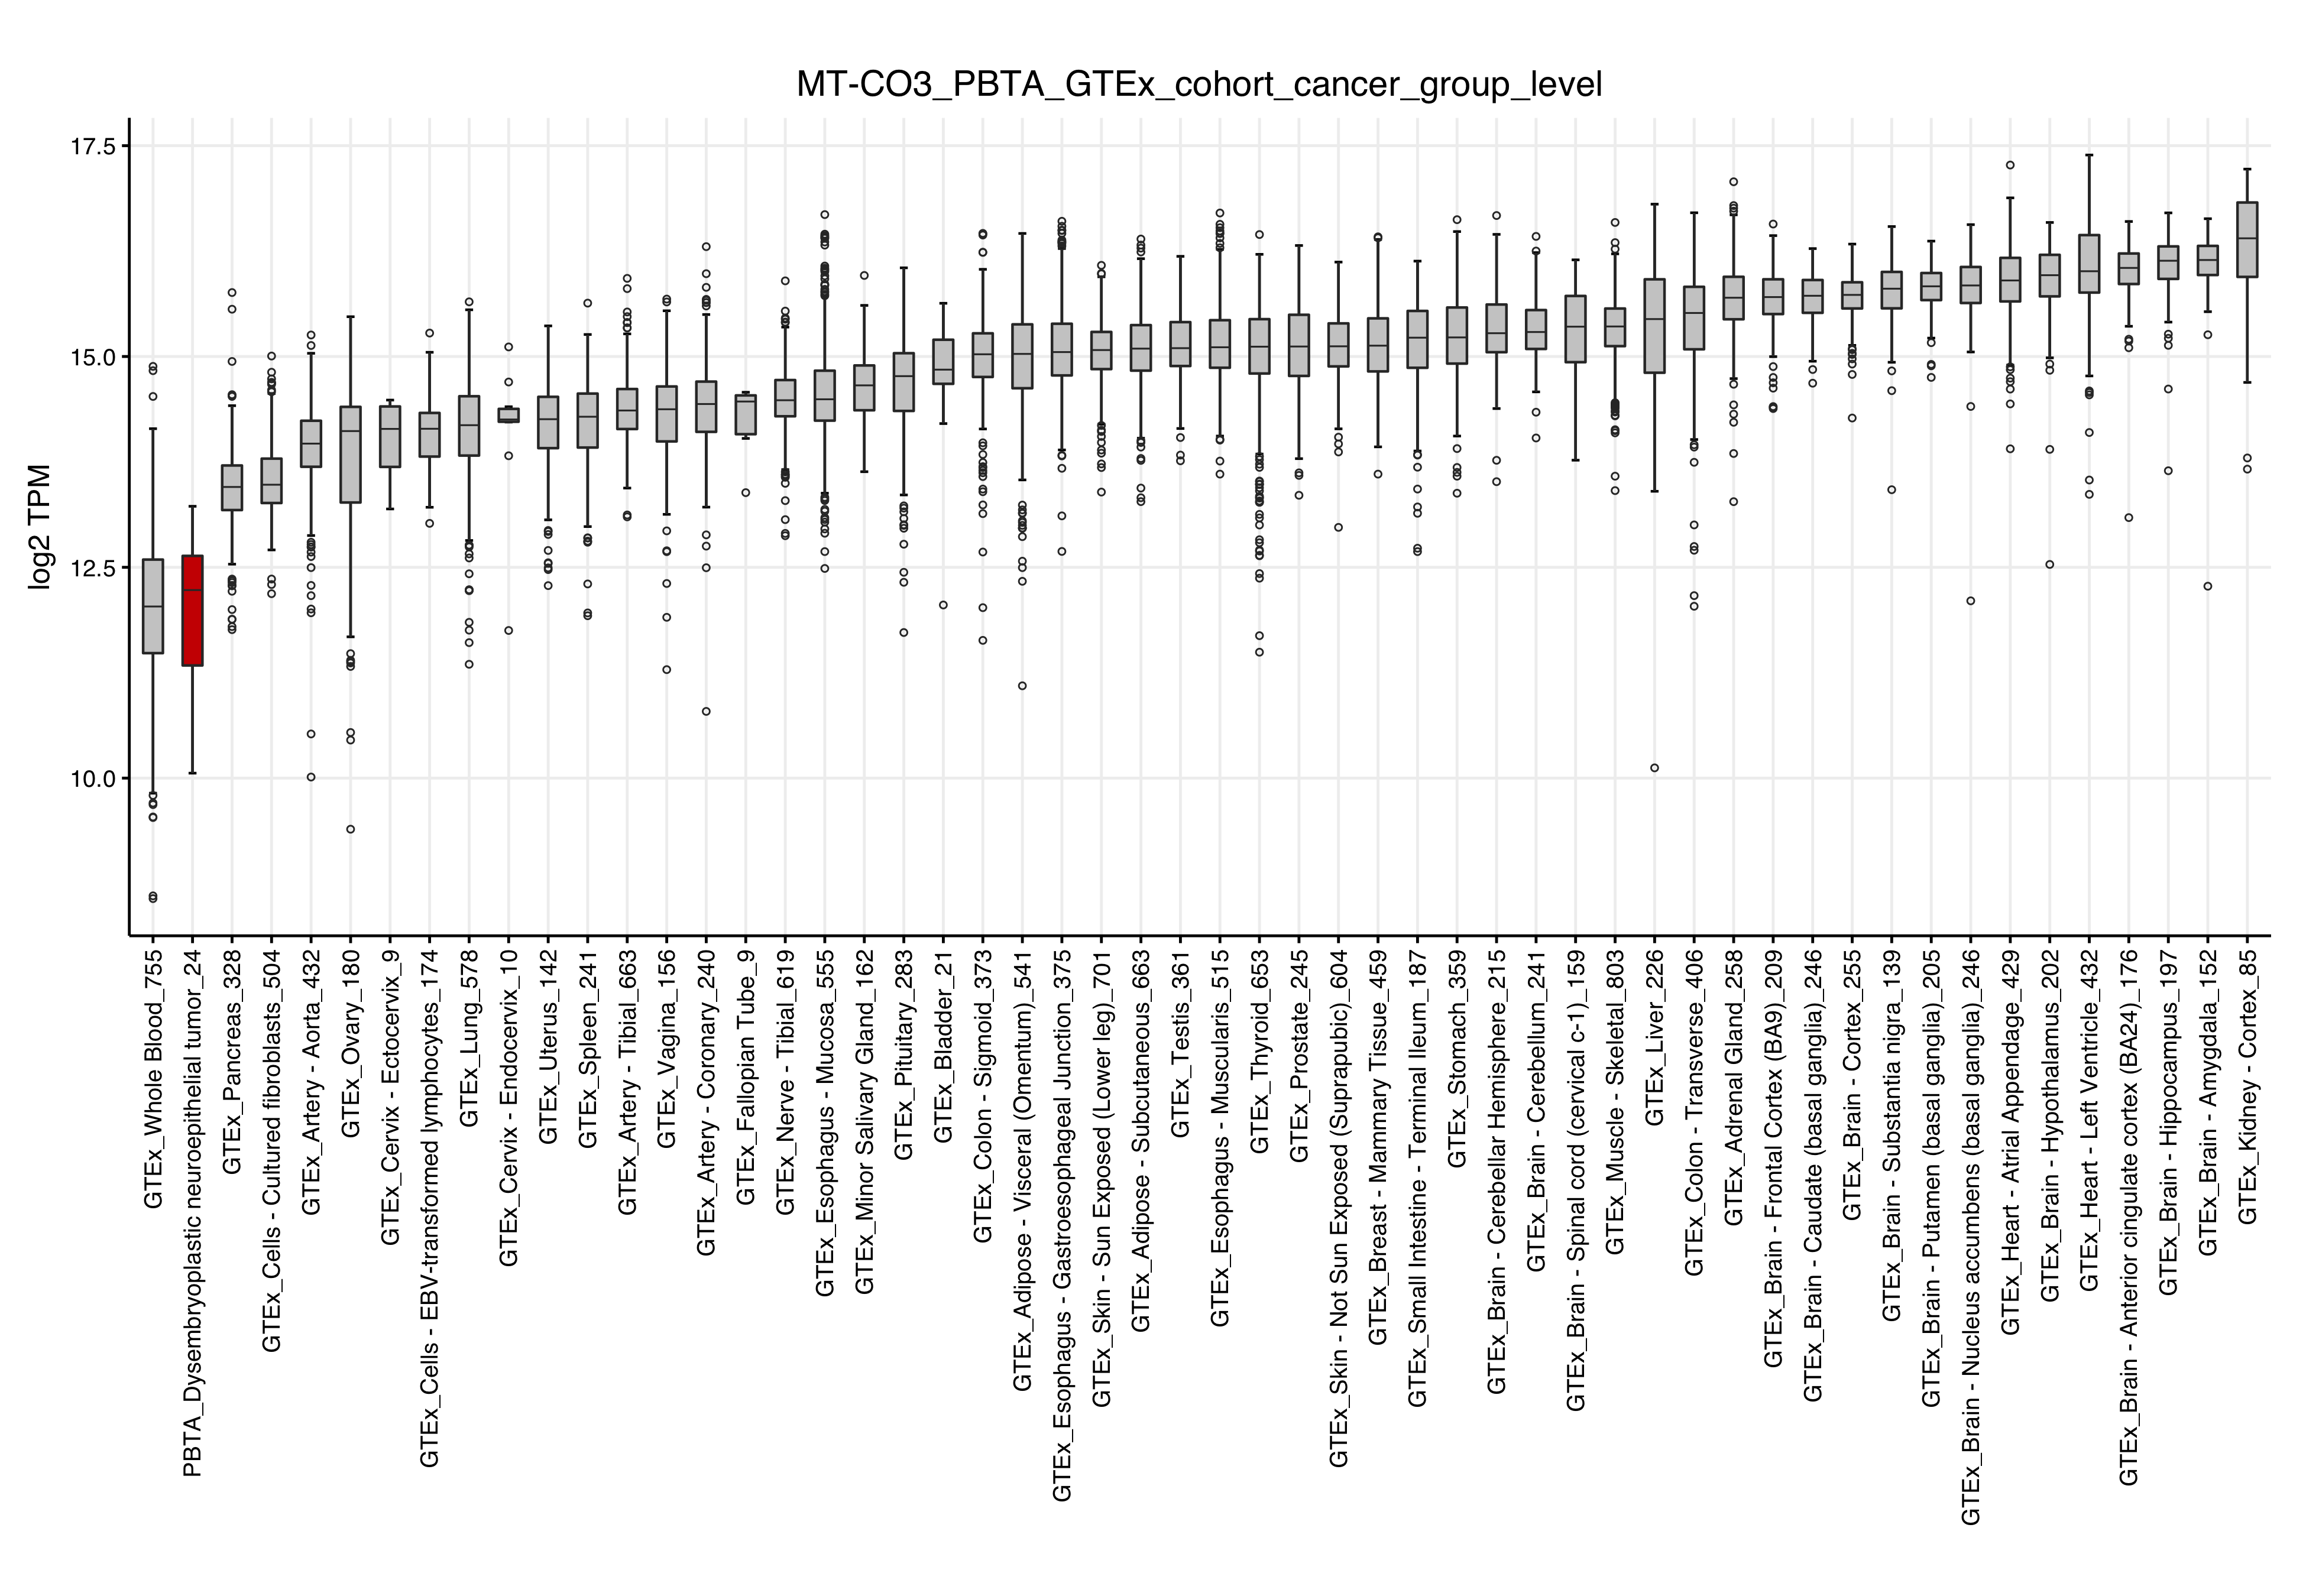 MT-CO3_PBTA_GTEx_cohort_cancer_group_level
log2 TPM
17.5
15.0
12.5
10.0
GTEx_Whole Blood_755
PBTA_Dysembryoplastic neuroepithelial tumor_24
GTEx_Pancreas_328
GTEx_Cells - Cultured fibroblasts_504
GTEx_Artery - Aorta_432
GTEx_Ovary_180
GTEx_Cervix - Ectocervix_9
GTEx_Cells - EBV-transformed lymphocytes_174
GTEx_Lung_578
GTEx_Cervix - Endocervix_10
GTEx_Uterus_142
GTEx_Spleen_241
GTEx_Artery - Tibial_663
GTEx_Vagina_156
GTEx_Artery - Coronary_240
GTEx_Fallopian Tube_9
GTEx_Nerve - Tibial_619
GTEx_Esophagus - Mucosa_555
GTEx_Minor Salivary Gland_162
GTEx_Pituitary_283
GTEx_Bladder_21
GTEx_Colon - Sigmoid_373
GTEx_Adipose - Visceral (Omentum)_541
GTEx_Esophagus - Gastroesophageal Junction_375
GTEx_Skin - Sun Exposed (Lower leg)_701
GTEx_Adipose - Subcutaneous_663
GTEx_Testis_361
GTEx_Esophagus - Muscularis_515
GTEx_Thyroid_653
GTEx_Prostate_245
GTEx_Skin - Not Sun Exposed (Suprapubic)_604
GTEx_Breast - Mammary Tissue_459
GTEx_Small Intestine - Terminal Ileum_187
GTEx_Stomach_359
GTEx_Brain - Cerebellar Hemisphere_215
GTEx_Brain - Cerebellum_241
GTEx_Brain - Spinal cord (cervical c-1)_159
GTEx_Muscle - Skeletal_803
GTEx_Liver_226
GTEx_Colon - Transverse_406
GTEx_Adrenal Gland_258
GTEx_Brain - Frontal Cortex (BA9)_209
GTEx_Brain - Caudate (basal ganglia)_246
GTEx_Brain - Cortex_255
GTEx_Brain - Substantia nigra_139
GTEx_Brain - Putamen (basal ganglia)_205
GTEx_Brain - Nucleus accumbens (basal ganglia)_246
GTEx_Heart - Atrial Appendage_429
GTEx_Brain - Hypothalamus_202
GTEx_Heart - Left Ventricle_432
GTEx_Brain - Anterior cingulate cortex (BA24)_176
GTEx_Brain - Hippocampus_197
GTEx_Brain - Amygdala_152
GTEx_Kidney - Cortex_85